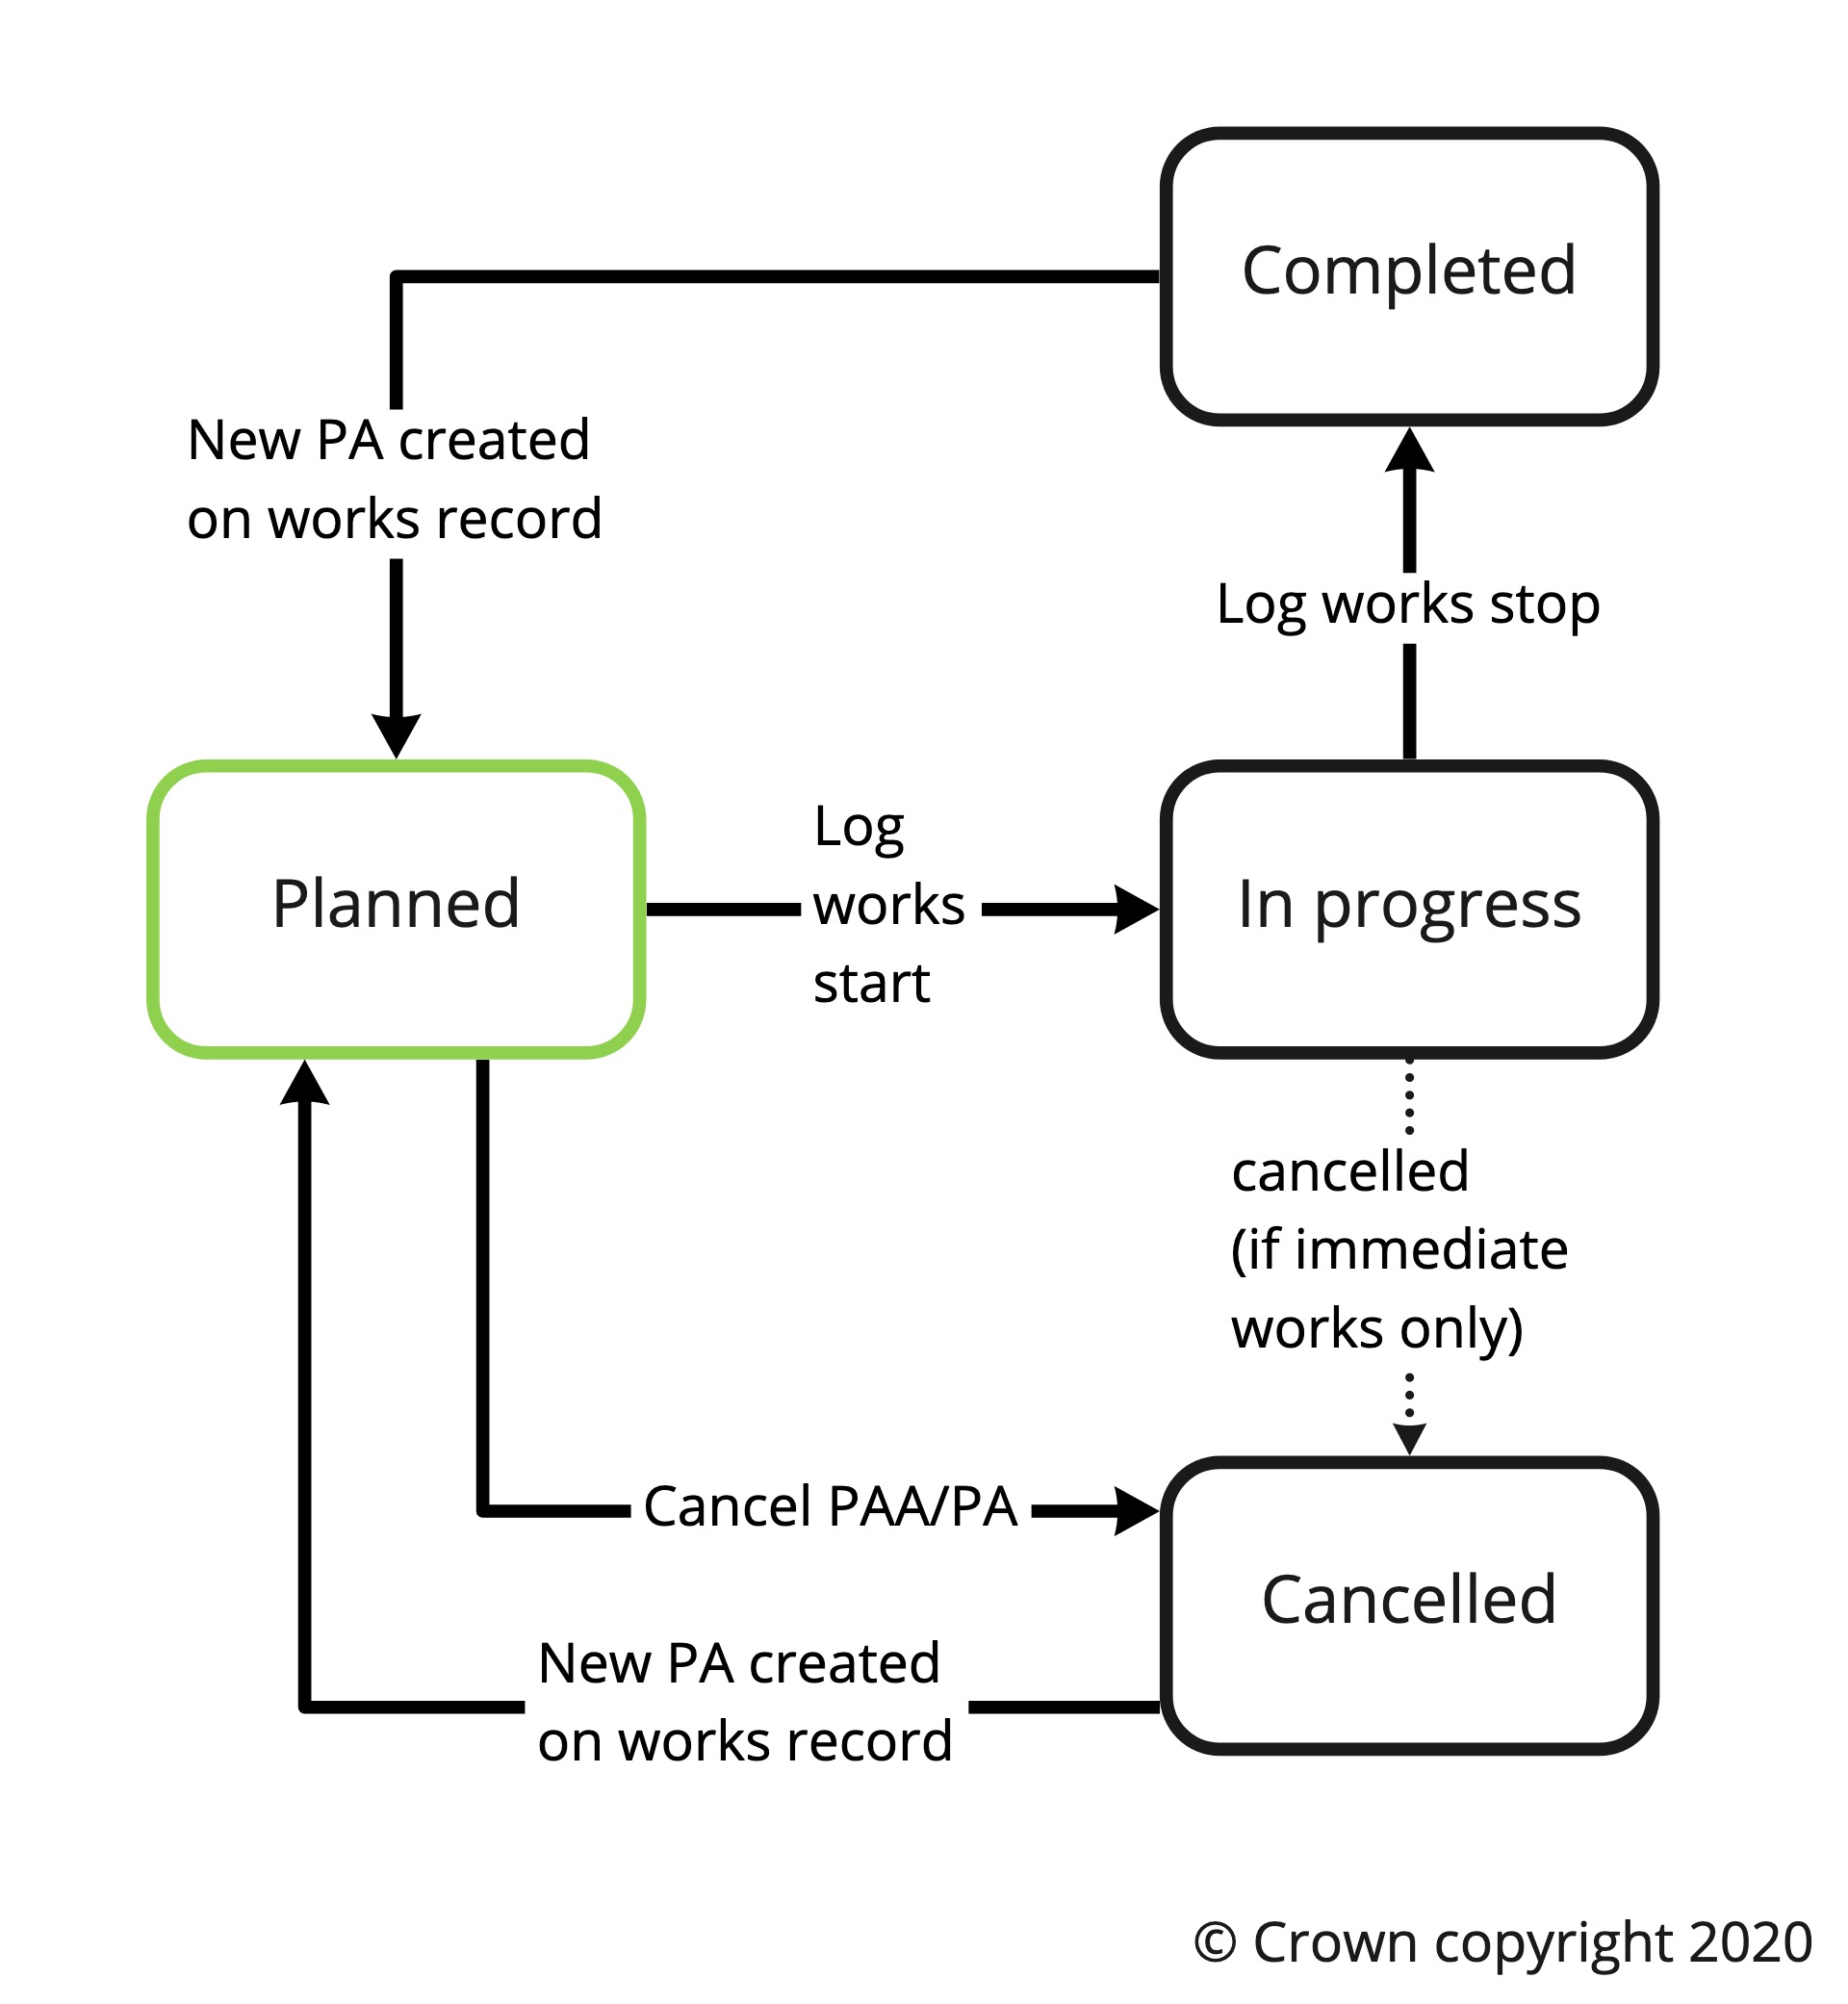 Completed
New PA created
on works record
Log works stop
Planned
Log
works
start
In progress
cancelled
(if immediate
works only)
Cancel PAA/PA
Cancelled
New PA created
on works record
© Crown copyright 2020